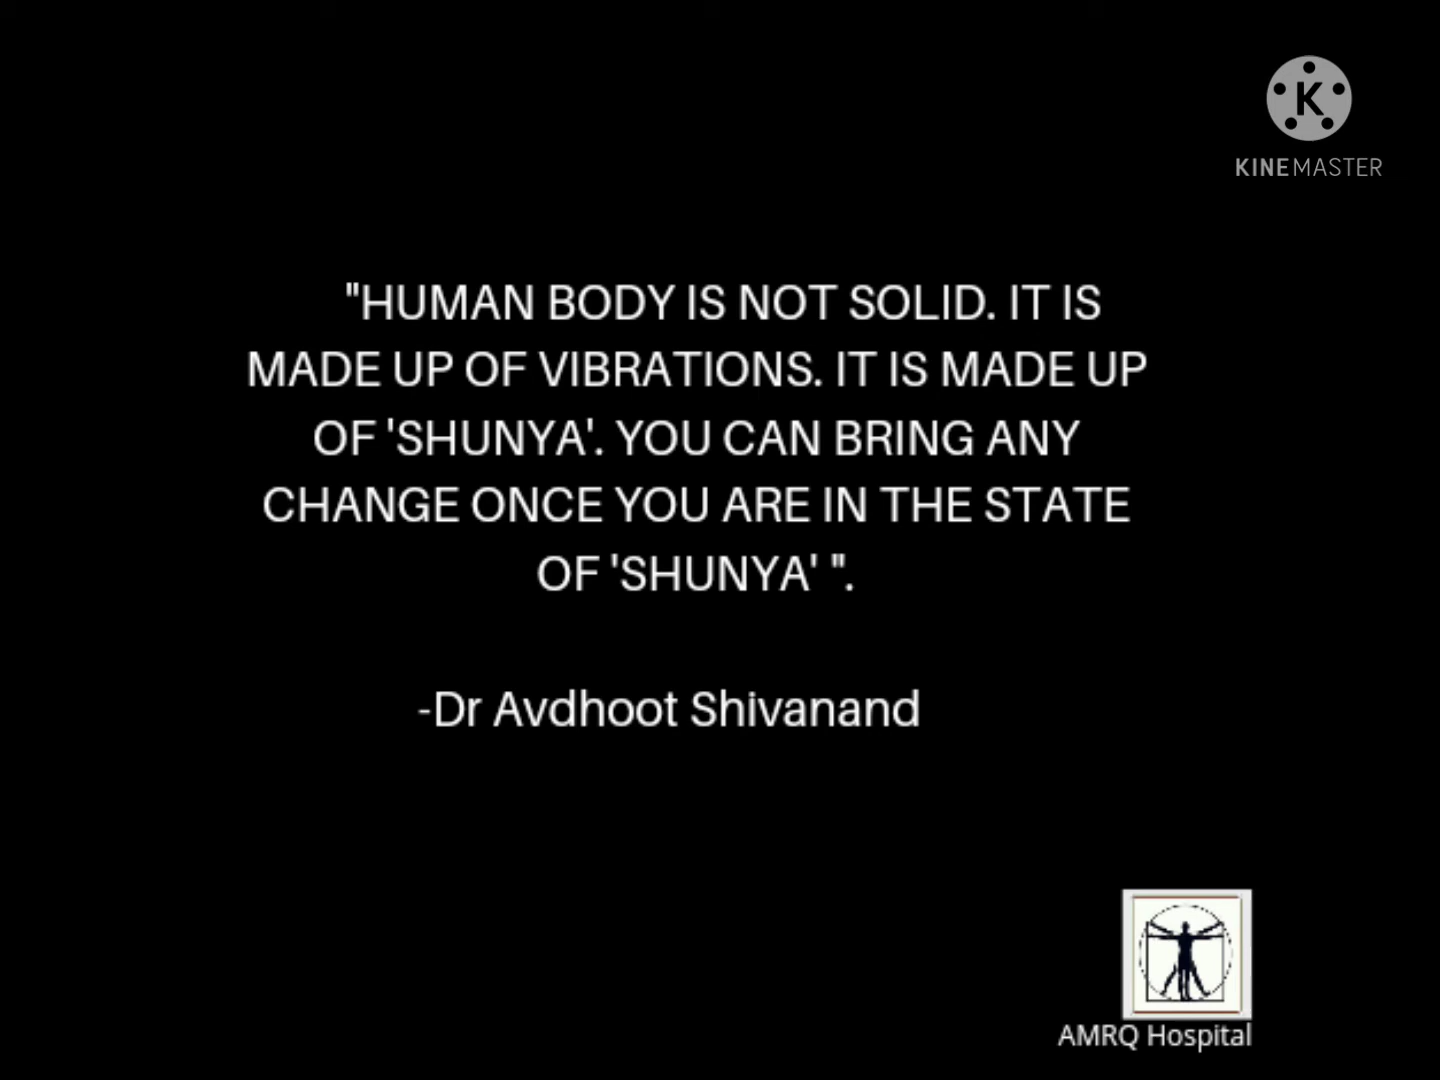 KINEMASTER
"HUMAN BODY IS NOT SOLID. IT IS
MADE UP OF VIBRATIONS. IT IS MADE UP
OF 'SHUNYA'. YOU CAN BRING ANY
CHANGE ONCE YOU ARE IN THE STATE
OF 'SHUNYA' ".
-Dr Avdhoot Shivanand
AMRQ Hospital